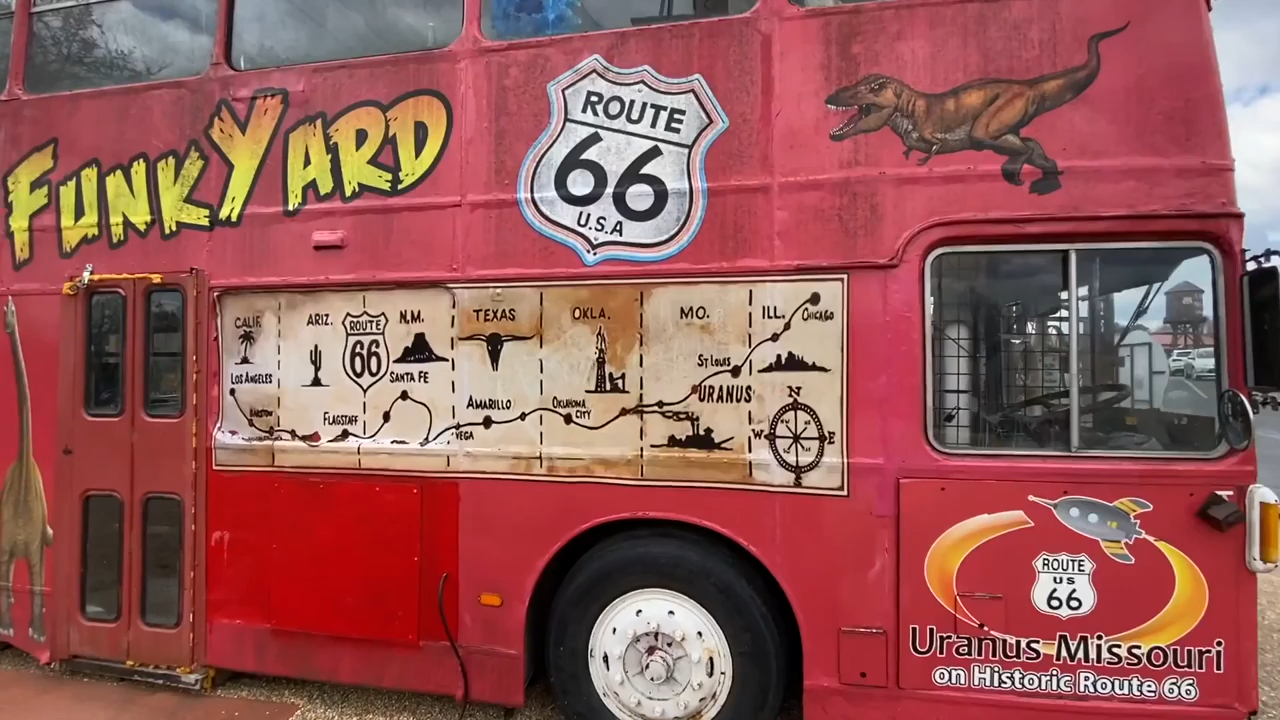 FUNKYARD
ROUTE
66
U.S.A
CALIF.
ARIZ.
ROUTE
66
N.M.
TEXAS
OKLA.
MO.
ILL.
CHICAGO
ST LOUIS
LOS ANGELES
SANTA FE
URANUS
BARSTOW
FLAGSTAFF
AMARILLO
OKLAHOMA
CITY
VEGA
N
W
E
S
ROUTE
US
66
Uranus Missouri
on Historic Route 66